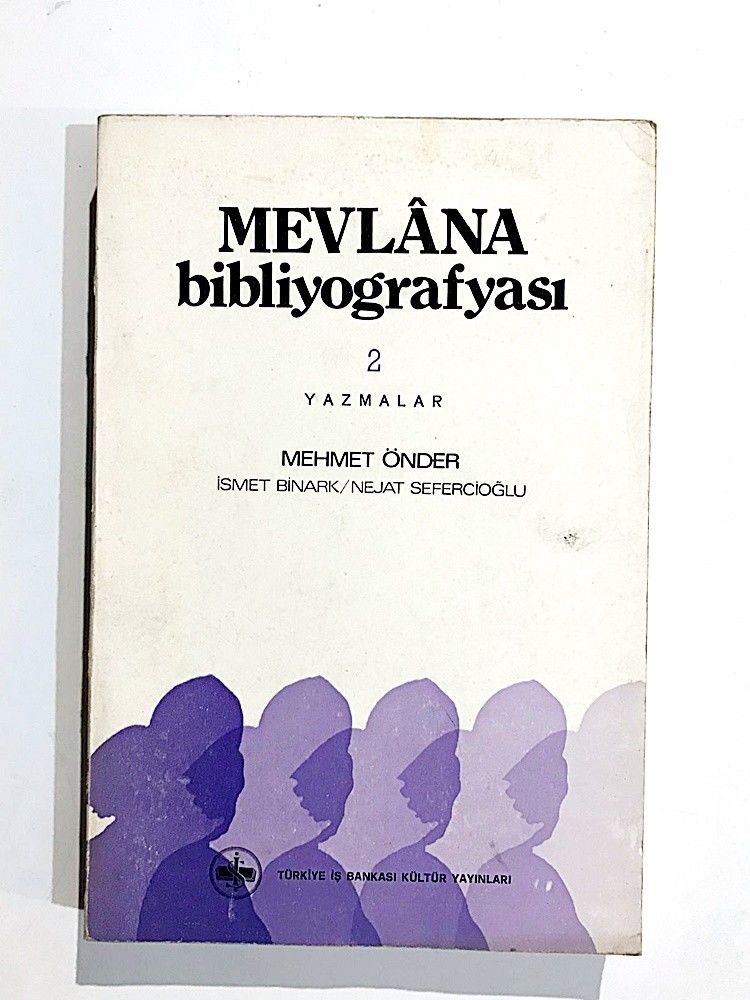 MEVLÂNA
bibliyografyası
2
YAZMALAR
MEHMET ÖNDER
İSMET BİNARK/NEJAT SEFERCİOĞLU
TÜRKİYE İŞ BANKASI KÜLTÜR YAYINLARI